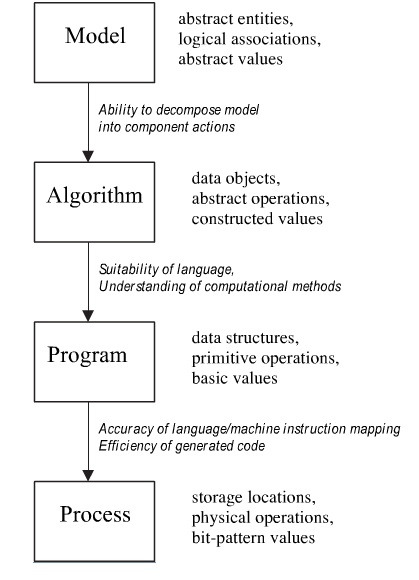 Model
abstract entities,
logical associations,
abstract values
Ability to decompose model
into component actions
Algorithm
data objects,
abstract operations,
constructed values
Suitability of language,
Understanding of computational methods
Program
data structures,
primitive operations,
basic values
Accuracy of language/machine instruction mapping
Efficiency of generated code
Process
storage locations,
physical operations,
bit-pattern values